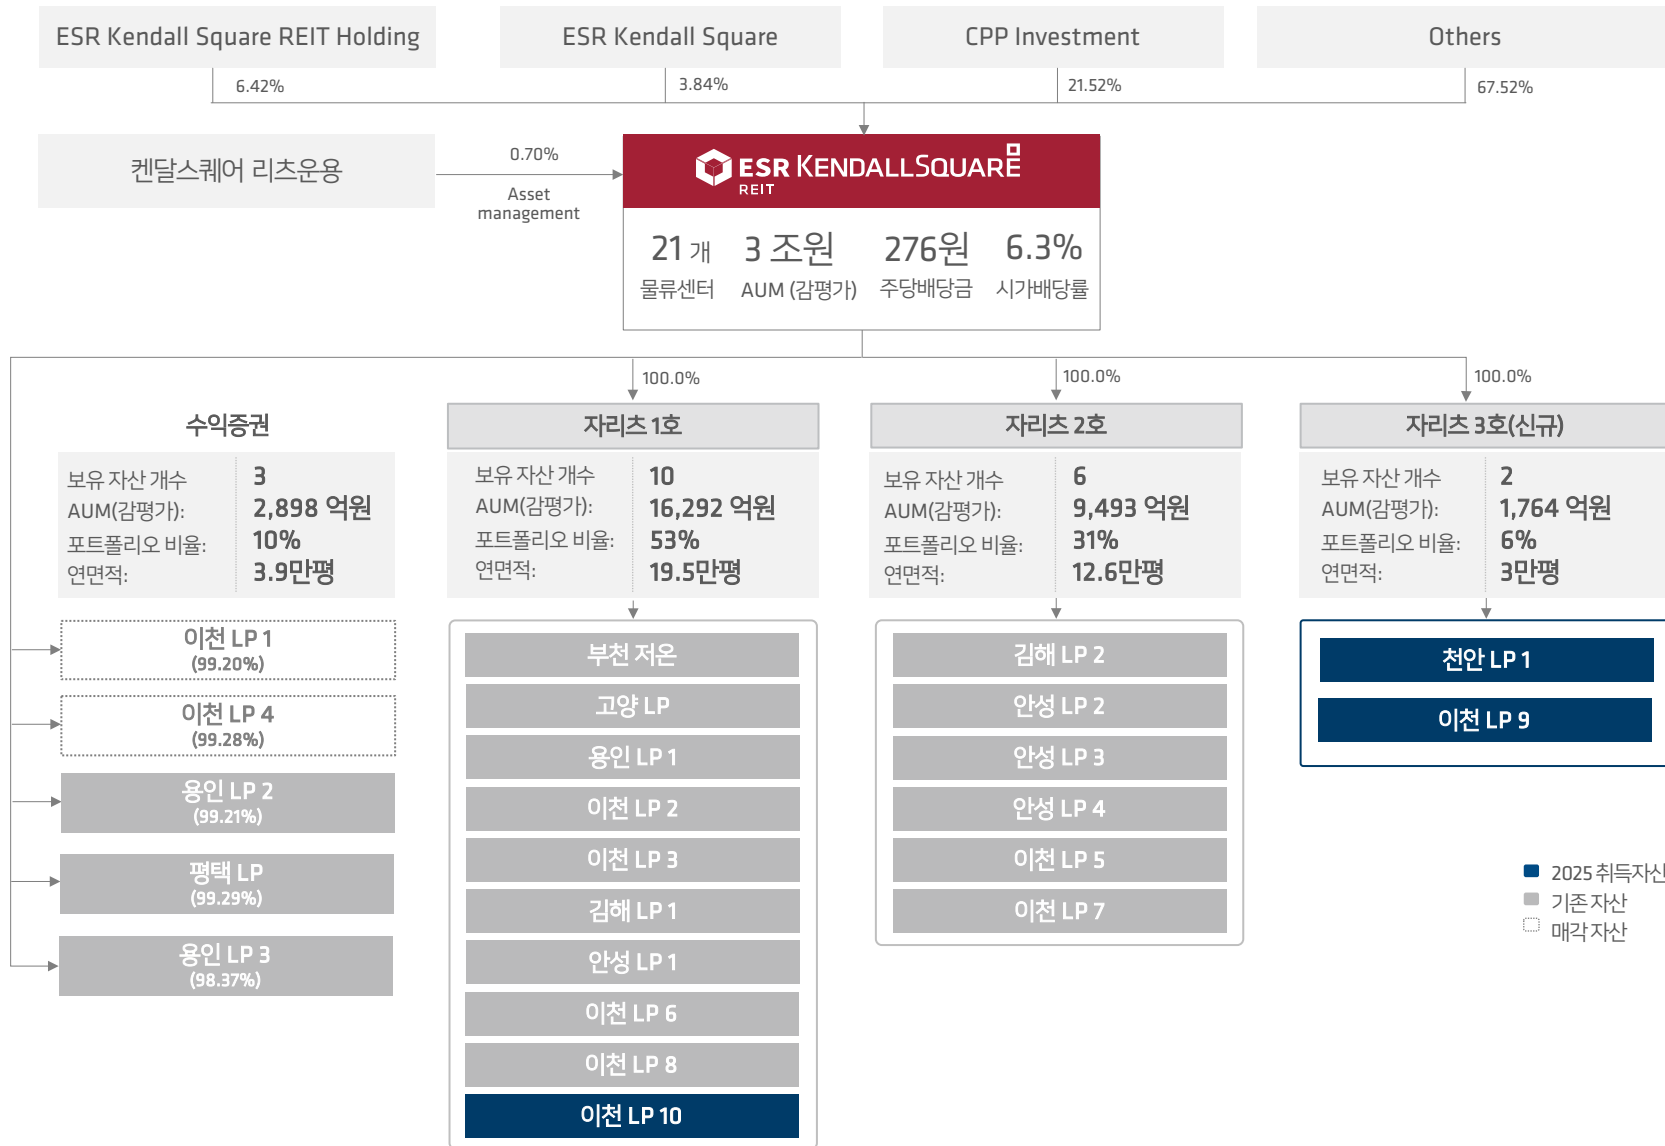 ESR Kendall Square REIT Holding
ESR Kendall Square
CPP Investment
Others
6.42%
3.84%
21.52%
67.52%
켄달스퀘어 리츠운용
0.70%
Asset
management
ESR KENDALLSQUARE
REIT
21 개
물류센터
3 조원
AUM (감평가)
276원
주당배당금
6.3%
시가배당률
100.0%
100.0%
100.0%
수익증권
보유 자산 개수 3
AUM(감평가): 2,898 억원
포트폴리오 비율: 10%
연면적: 3.9만평
이천 LP 1
(99.20%)
이천 LP 4
(99.28%)
용인 LP 2
(99.21%)
평택 LP
(99.29%)
용인 LP 3
(98.37%)
자리츠 1호
보유 자산 개수 10
AUM(감평가): 16,292 억원
포트폴리오 비율: 53%
연면적: 19.5만평
부천 저온
고양 LP
용인 LP 1
이천 LP 2
이천 LP 3
김해 LP 1
안성 LP 1
이천 LP 6
이천 LP 8
이천 LP 10
자리츠 2호
보유 자산 개수 6
AUM(감평가): 9,493 억원
포트폴리오 비율: 31%
연면적: 12.6만평
김해 LP 2
안성 LP 2
안성 LP 3
안성 LP 4
이천 LP 5
이천 LP 7
자리츠 3호(신규)
보유 자산 개수 2
AUM(감평가): 1,764 억원
포트폴리오 비율: 6%
연면적: 3만평
천안 LP 1
이천 LP 9
2025 취득자산
기존 자산
매각 자산